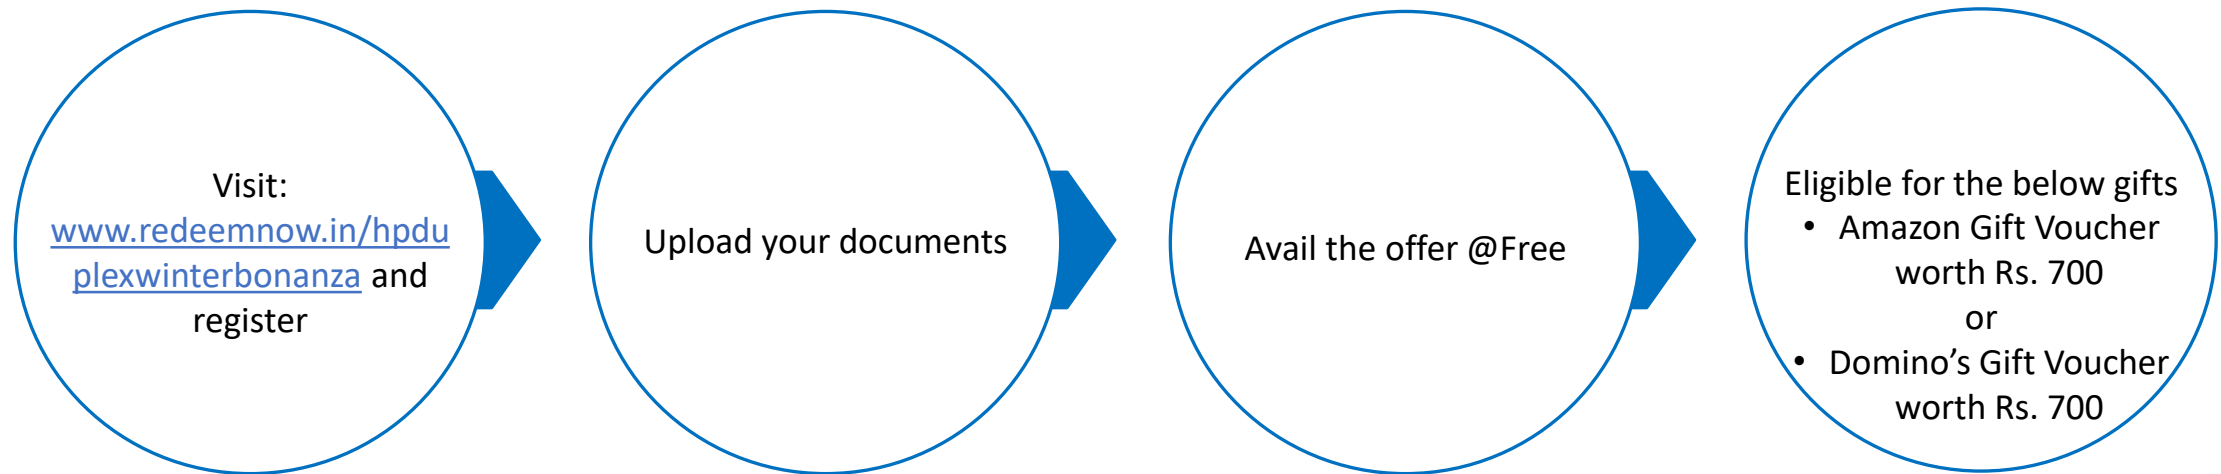 Visit:
www.redeemnow.in/hpdu
plexwinterbonanza and
register
Upload your documents
Avail the offer @Free
Eligible for the below gifts
• Amazon Gift Voucher
worth Rs. 700
or
• Domino’s Gift Voucher
worth Rs. 700